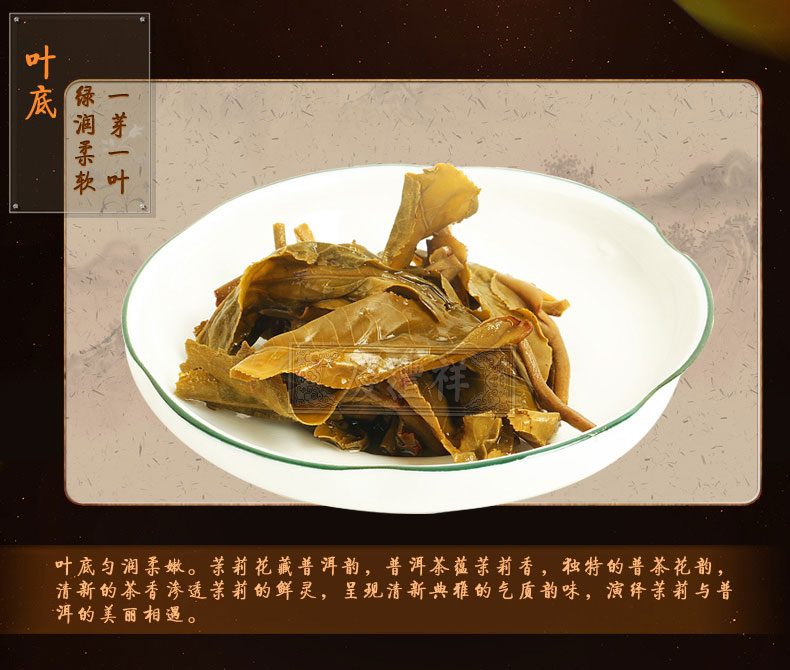 叶底
一芽一叶
绿润柔软
祥
叶底匀润柔嫩。茉莉花藏普洱韵，普洱茶蕴茉莉香，独特的普茶花韵，
清新的茶香渗透茉莉的鲜灵，呈现清新典雅的气质韵味，演绎茉莉与普
洱的美丽相遇。